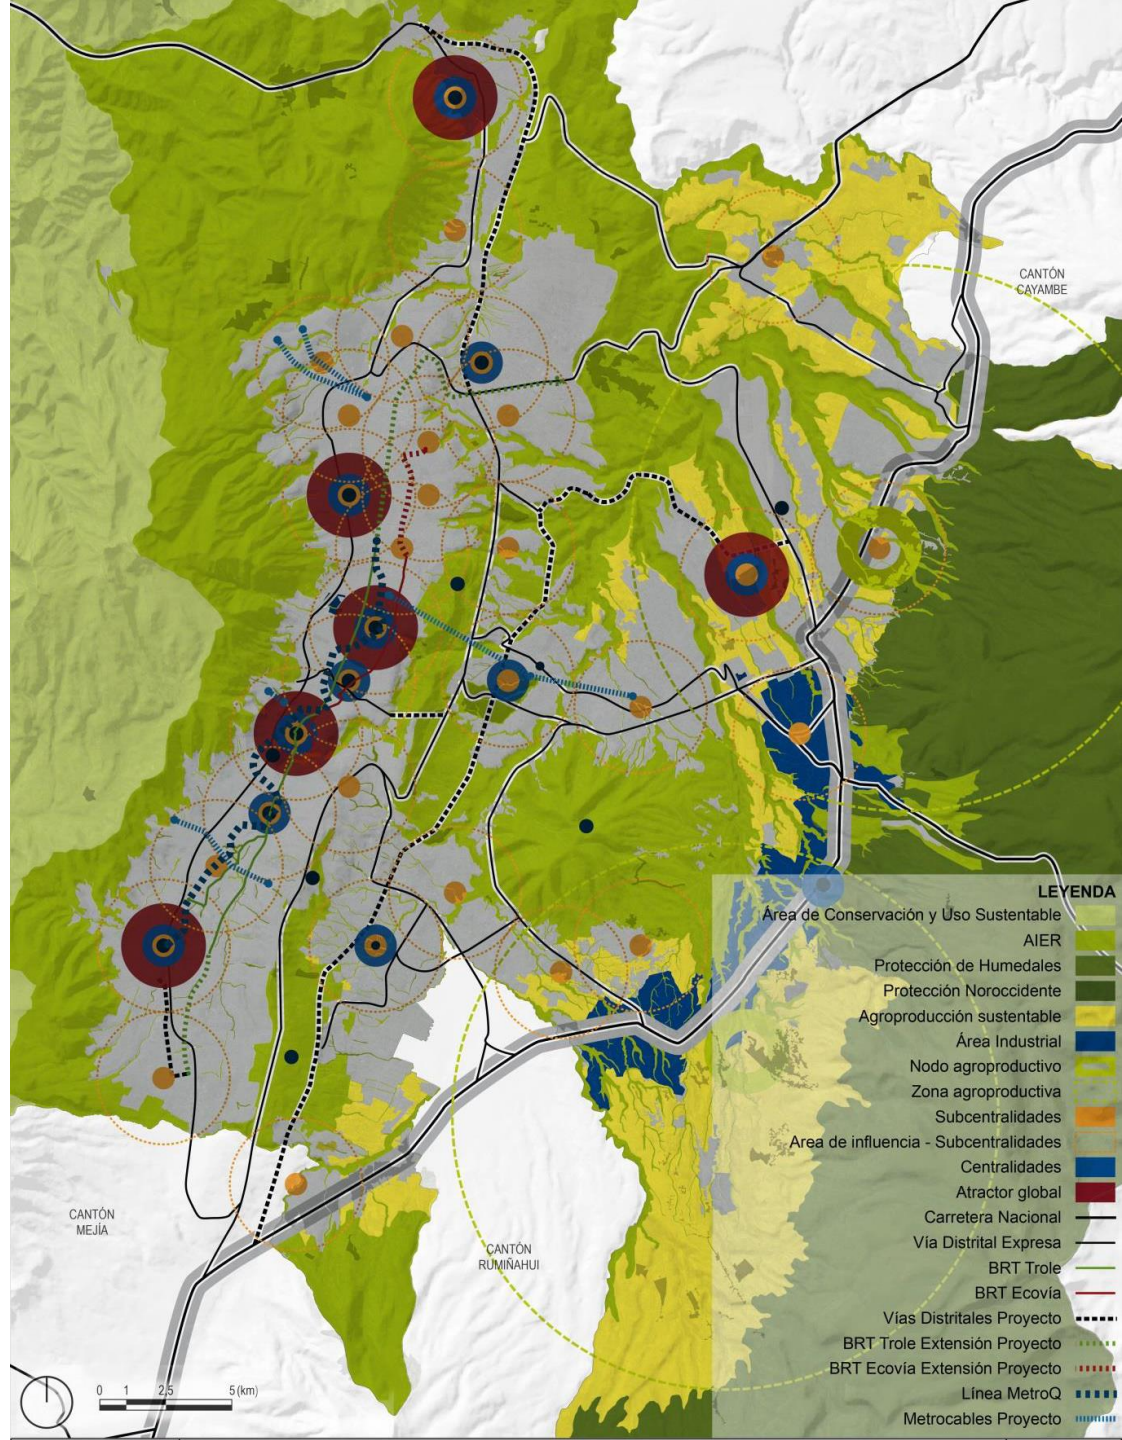 CANTÓN
CAYAMBE
LEYENDA
Área de Conservación y Uso Sustentable
AIER
Protección de Humedales
Protección Noroccidente
Agroproducción sustentable
Área Industrial
Nodo agroproductivo
Zona agroproductiva
Subcentralidades
Area de influencia - Subcentralidades
Centralidades
Atractor global
Carretera Nacional
Vía Distrital Expresa
BRT Trole
BRT Ecovía
Vías Distritales Proyecto
BRT Trole Extensión Proyecto
BRT Ecovía Extensión Proyecto
Línea MetroQ
Metrocables Proyecto
CANTÓN
MEJÍA
CANTÓN
RUMIÑAHUI
0 1 2,5 5 (km)